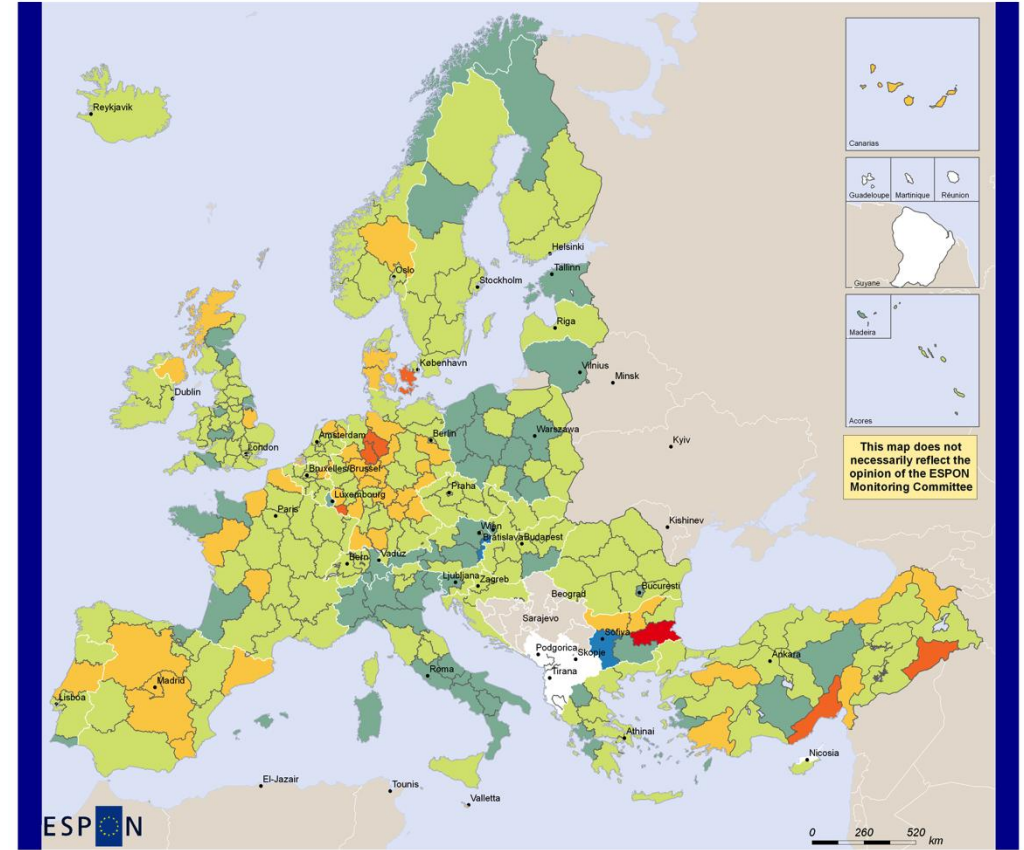 Reykjavik
Canarias
Guadeloupe
Martinique
Réunion
Guyane
Helsinki
Oslo
Tallinn
Stockholm
Riga
Madeira
København
Vilnius
Minsk
Dublin
Acores
Amsterdam
Berlin
Warszawa
London
Kyiv
This map does not
necessarily reflect the
opinion of the ESPON
Monitoring Committee
Bruxelles/Brussel
Praha
Luxembourg
Paris
Kishinev
Wien
Bratislava
Budapest
Bern
Vaduz
Ljubljana
Zagreb
Bucuresti
Beograd
Sarajevo
Sofiya
Podgorica
Skopje
Ankara
Tirana
Roma
Madrid
Lisboa
Athinai
Nicosia
El-Jazair
Tounis
Valletta
ESPON
0 260 520
km